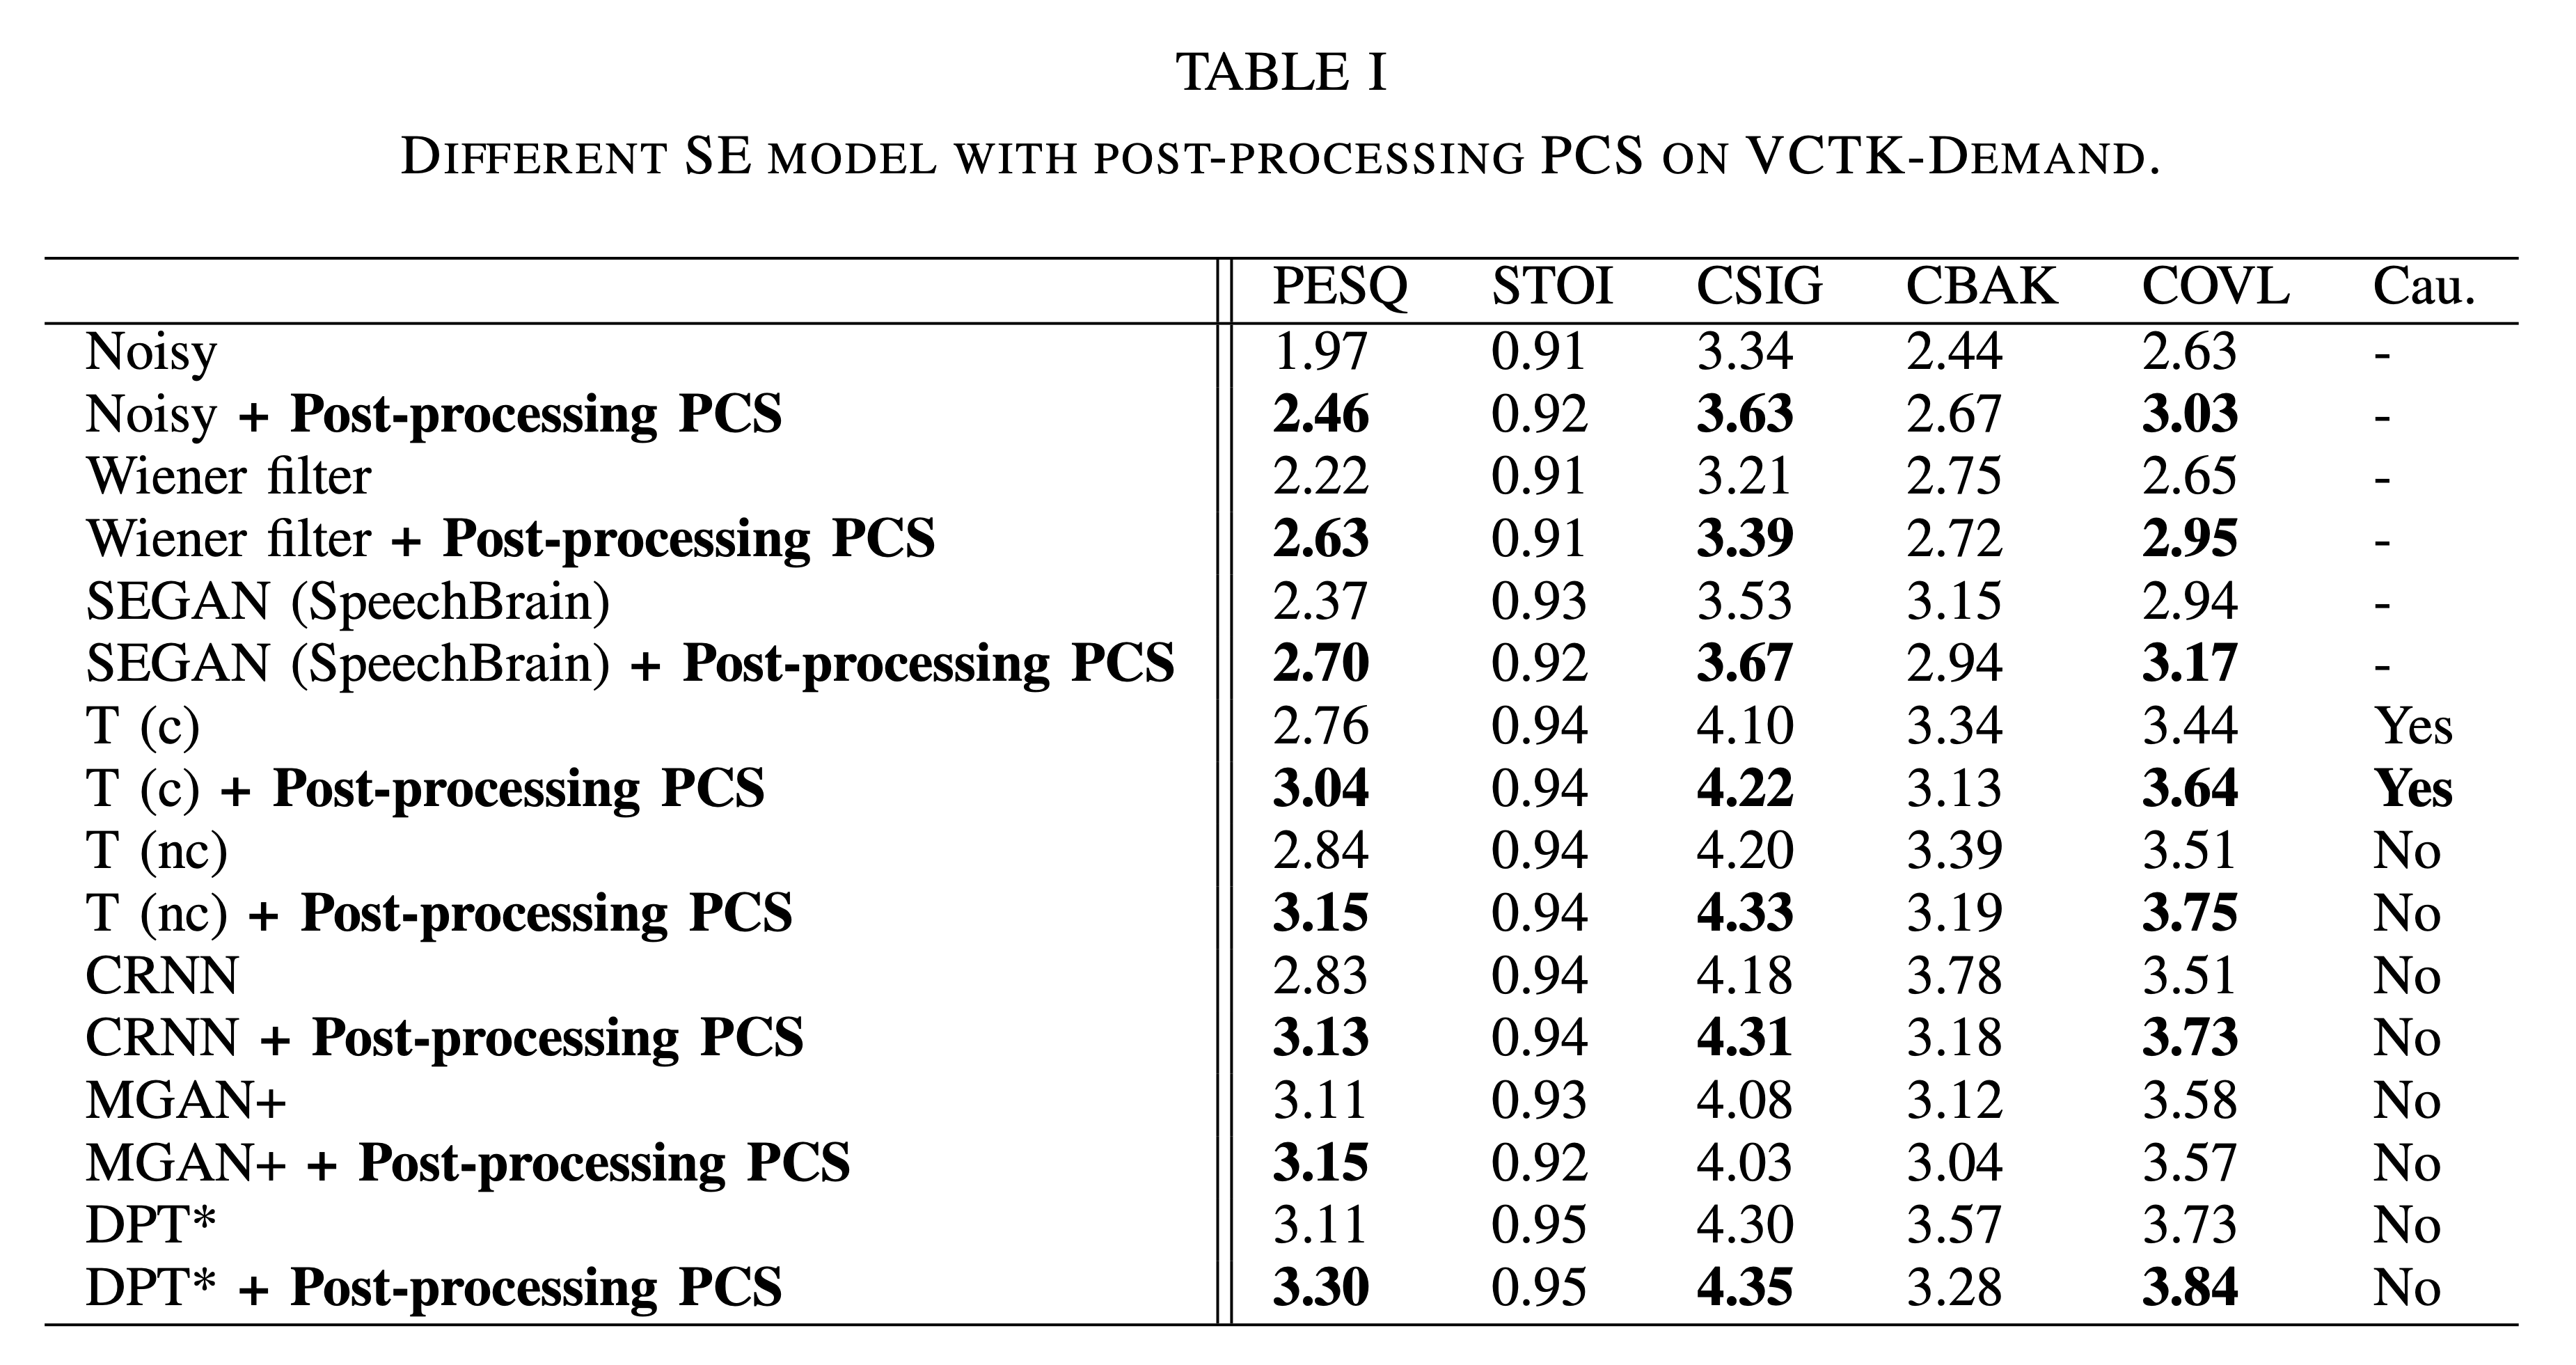 TABLE I
DIFFERENT SE MODEL WITH POST-PROCESSING PCS ON VCTK-DEMAND.
PESQ STOI CSIG CBAK COVL Cau.
Noisy 1.97 0.91 3.34 2.44 2.63 -
Noisy + Post-processing PCS 2.46 0.92 3.63 2.67 3.03 -
Wiener filter 2.22 0.91 3.21 2.75 2.65 -
Wiener filter + Post-processing PCS 2.63 0.91 3.39 2.72 2.95 -
SEGAN (SpeechBrain) 2.37 0.93 3.53 3.15 2.94 -
SEGAN (SpeechBrain) + Post-processing PCS 2.70 0.92 3.67 2.94 3.17 -
T (c) 2.76 0.94 4.10 3.34 3.44 Yes
T (c) + Post-processing PCS 3.04 0.94 4.22 3.13 3.64 Yes
T (nc) 2.84 0.94 4.20 3.39 3.51 No
T (nc) + Post-processing PCS 3.15 0.94 4.33 3.19 3.75 No
CRNN 2.83 0.94 4.18 3.78 3.51 No
CRNN + Post-processing PCS 3.13 0.94 4.31 3.18 3.73 No
MGAN+ 3.11 0.93 4.08 3.12 3.58 No
MGAN+ + Post-processing PCS 3.15 0.92 4.03 3.04 3.57 No
DPT* 3.11 0.95 4.30 3.57 3.73 No
DPT* + Post-processing PCS 3.30 0.95 4.35 3.28 3.84 No